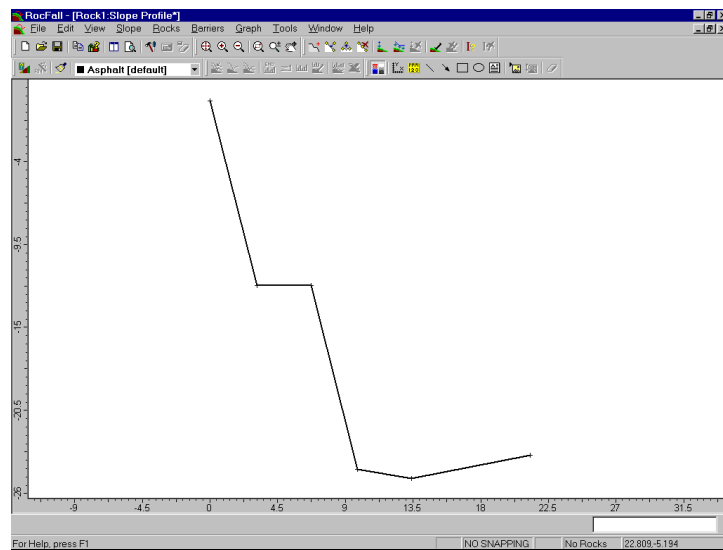 RocFall - [Rock1:Slope Profile*]
File Edit View Slope Rocks Barriers Graph Tools Window Help
Asphalt [default]
-4
-9.5
-15
-20.5
-26
-9 -4.5 0 4.5 9 13.5 18 22.5 27 31.5
For Help, press F1 NO SNAPPING No Rocks 22.809,-5.194